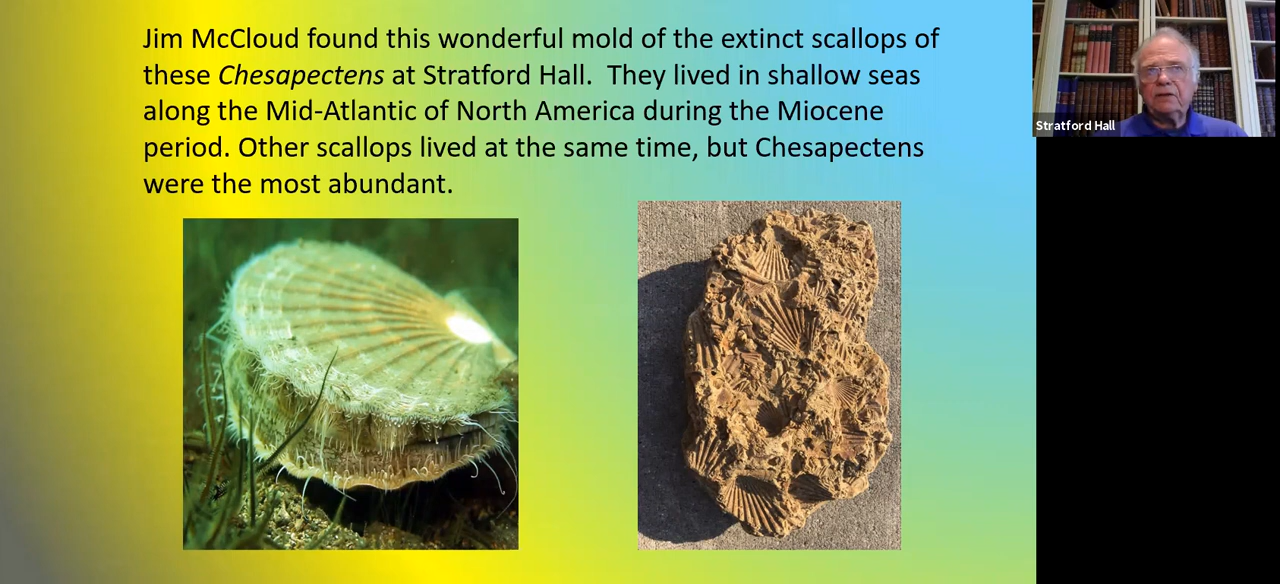 Jim McCloud found this wonderful mold of the extinct scallops of
these Chesapectens at Stratford Hall.  They lived in shallow seas
along the Mid-Atlantic of North America during the Miocene
period. Other scallops lived at the same time, but Chesapectens
were the most abundant.
Stratford Hall